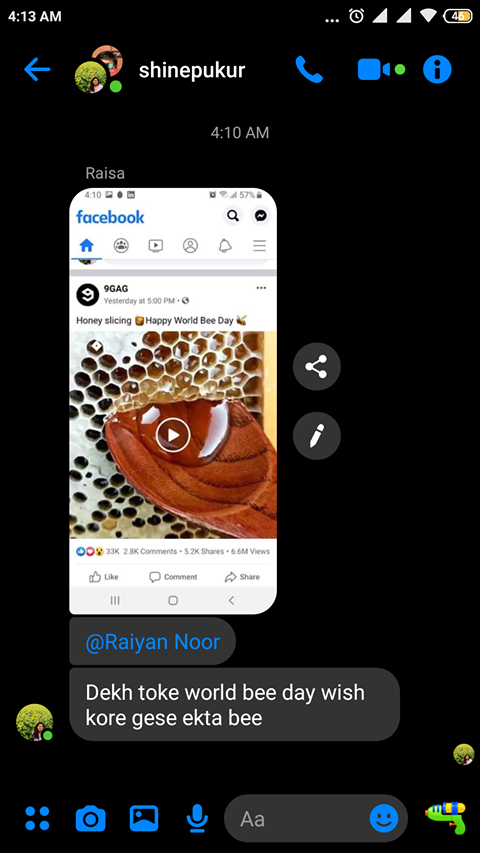 4:13 AM
46
shinepukur
4:10 AM
Raisa
4:10
57%
facebook
9GAG
Yesterday at 5:00 PM
Honey slicing 🍯Happy World Bee Day 🐝
33K 2.8K Comments • 5.2K Shares • 6.6M Views
Like Comment Share
@Raiyan Noor
Dekh toke world bee day wish
kore gese ekta bee
Aa